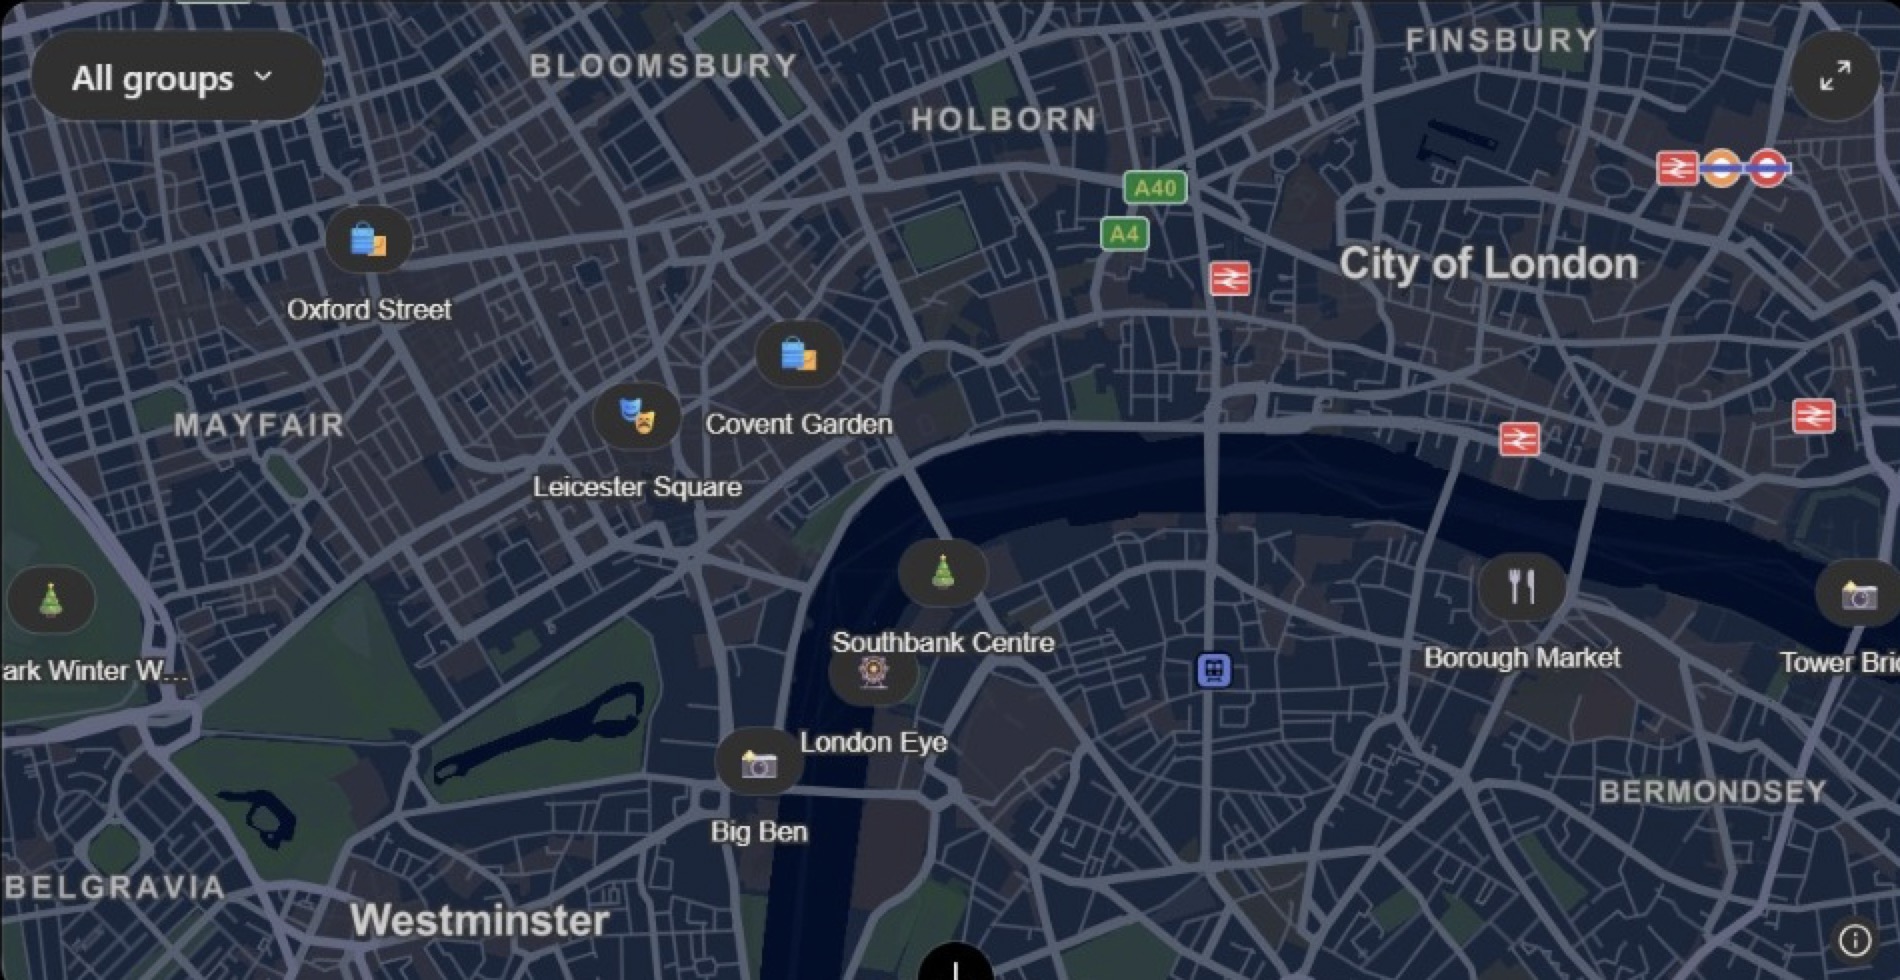 All groups
BLOOMSBURY
FINSBURY
HOLBORN
A40
A4
City of London
Oxford Street
MAYFAIR
Covent Garden
Leicester Square
Southbank Centre
ark Winter W...
Borough Market
Tower Bri
London Eye
Big Ben
BERMONDSEY
BELGRAVIA
Westminster